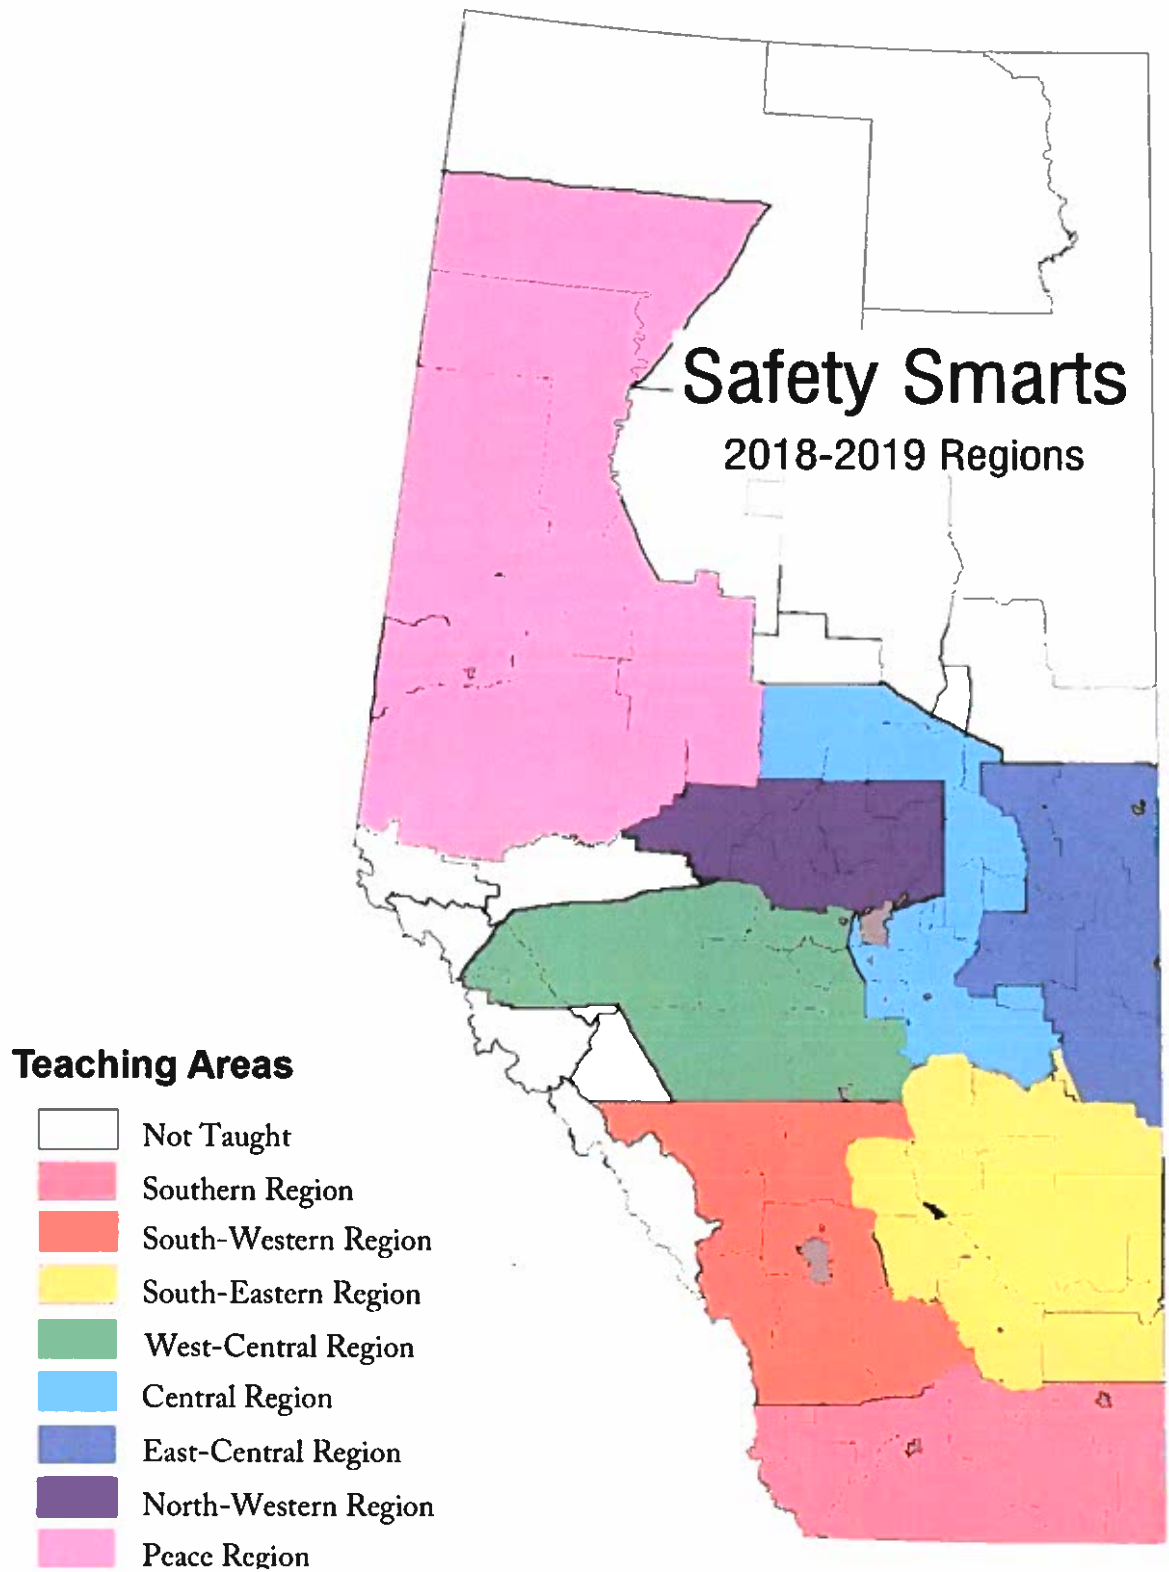 Safety Smarts
2018-2019 Regions
Teaching Areas
Not Taught
Southern Region
South-Western Region
South-Eastern Region
West-Central Region
Central Region
East-Central Region
North-Western Region
Peace Region